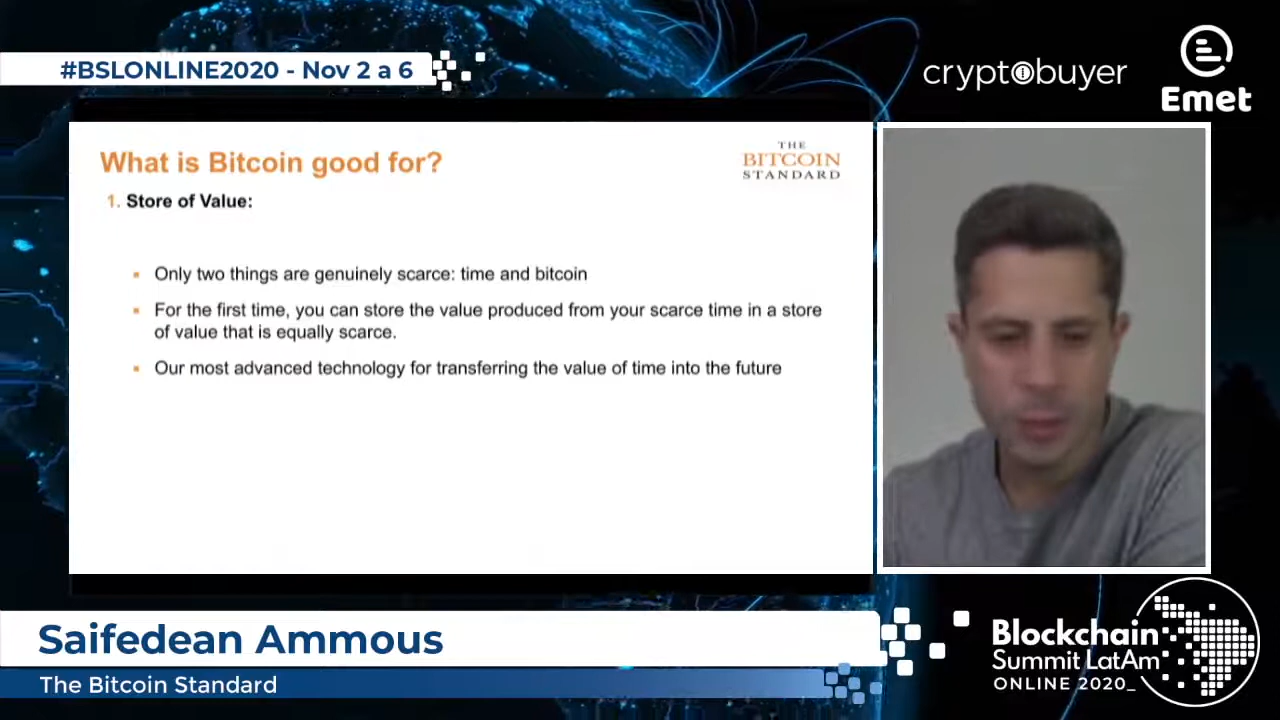 #BSLONLINE2020 - Nov 2 a 6
cryptobuyer
Emet
What is Bitcoin good for?
THE
BITCOIN
STANDARD
1. Store of Value:
▪ Only two things are genuinely scarce: time and bitcoin
▪ For the first time, you can store the value produced from your scarce time in a store
of value that is equally scarce.
▪ Our most advanced technology for transferring the value of time into the future
Saifedean Ammous
The Bitcoin Standard
Blockchain
Summit LatAm
ONLINE 2020_